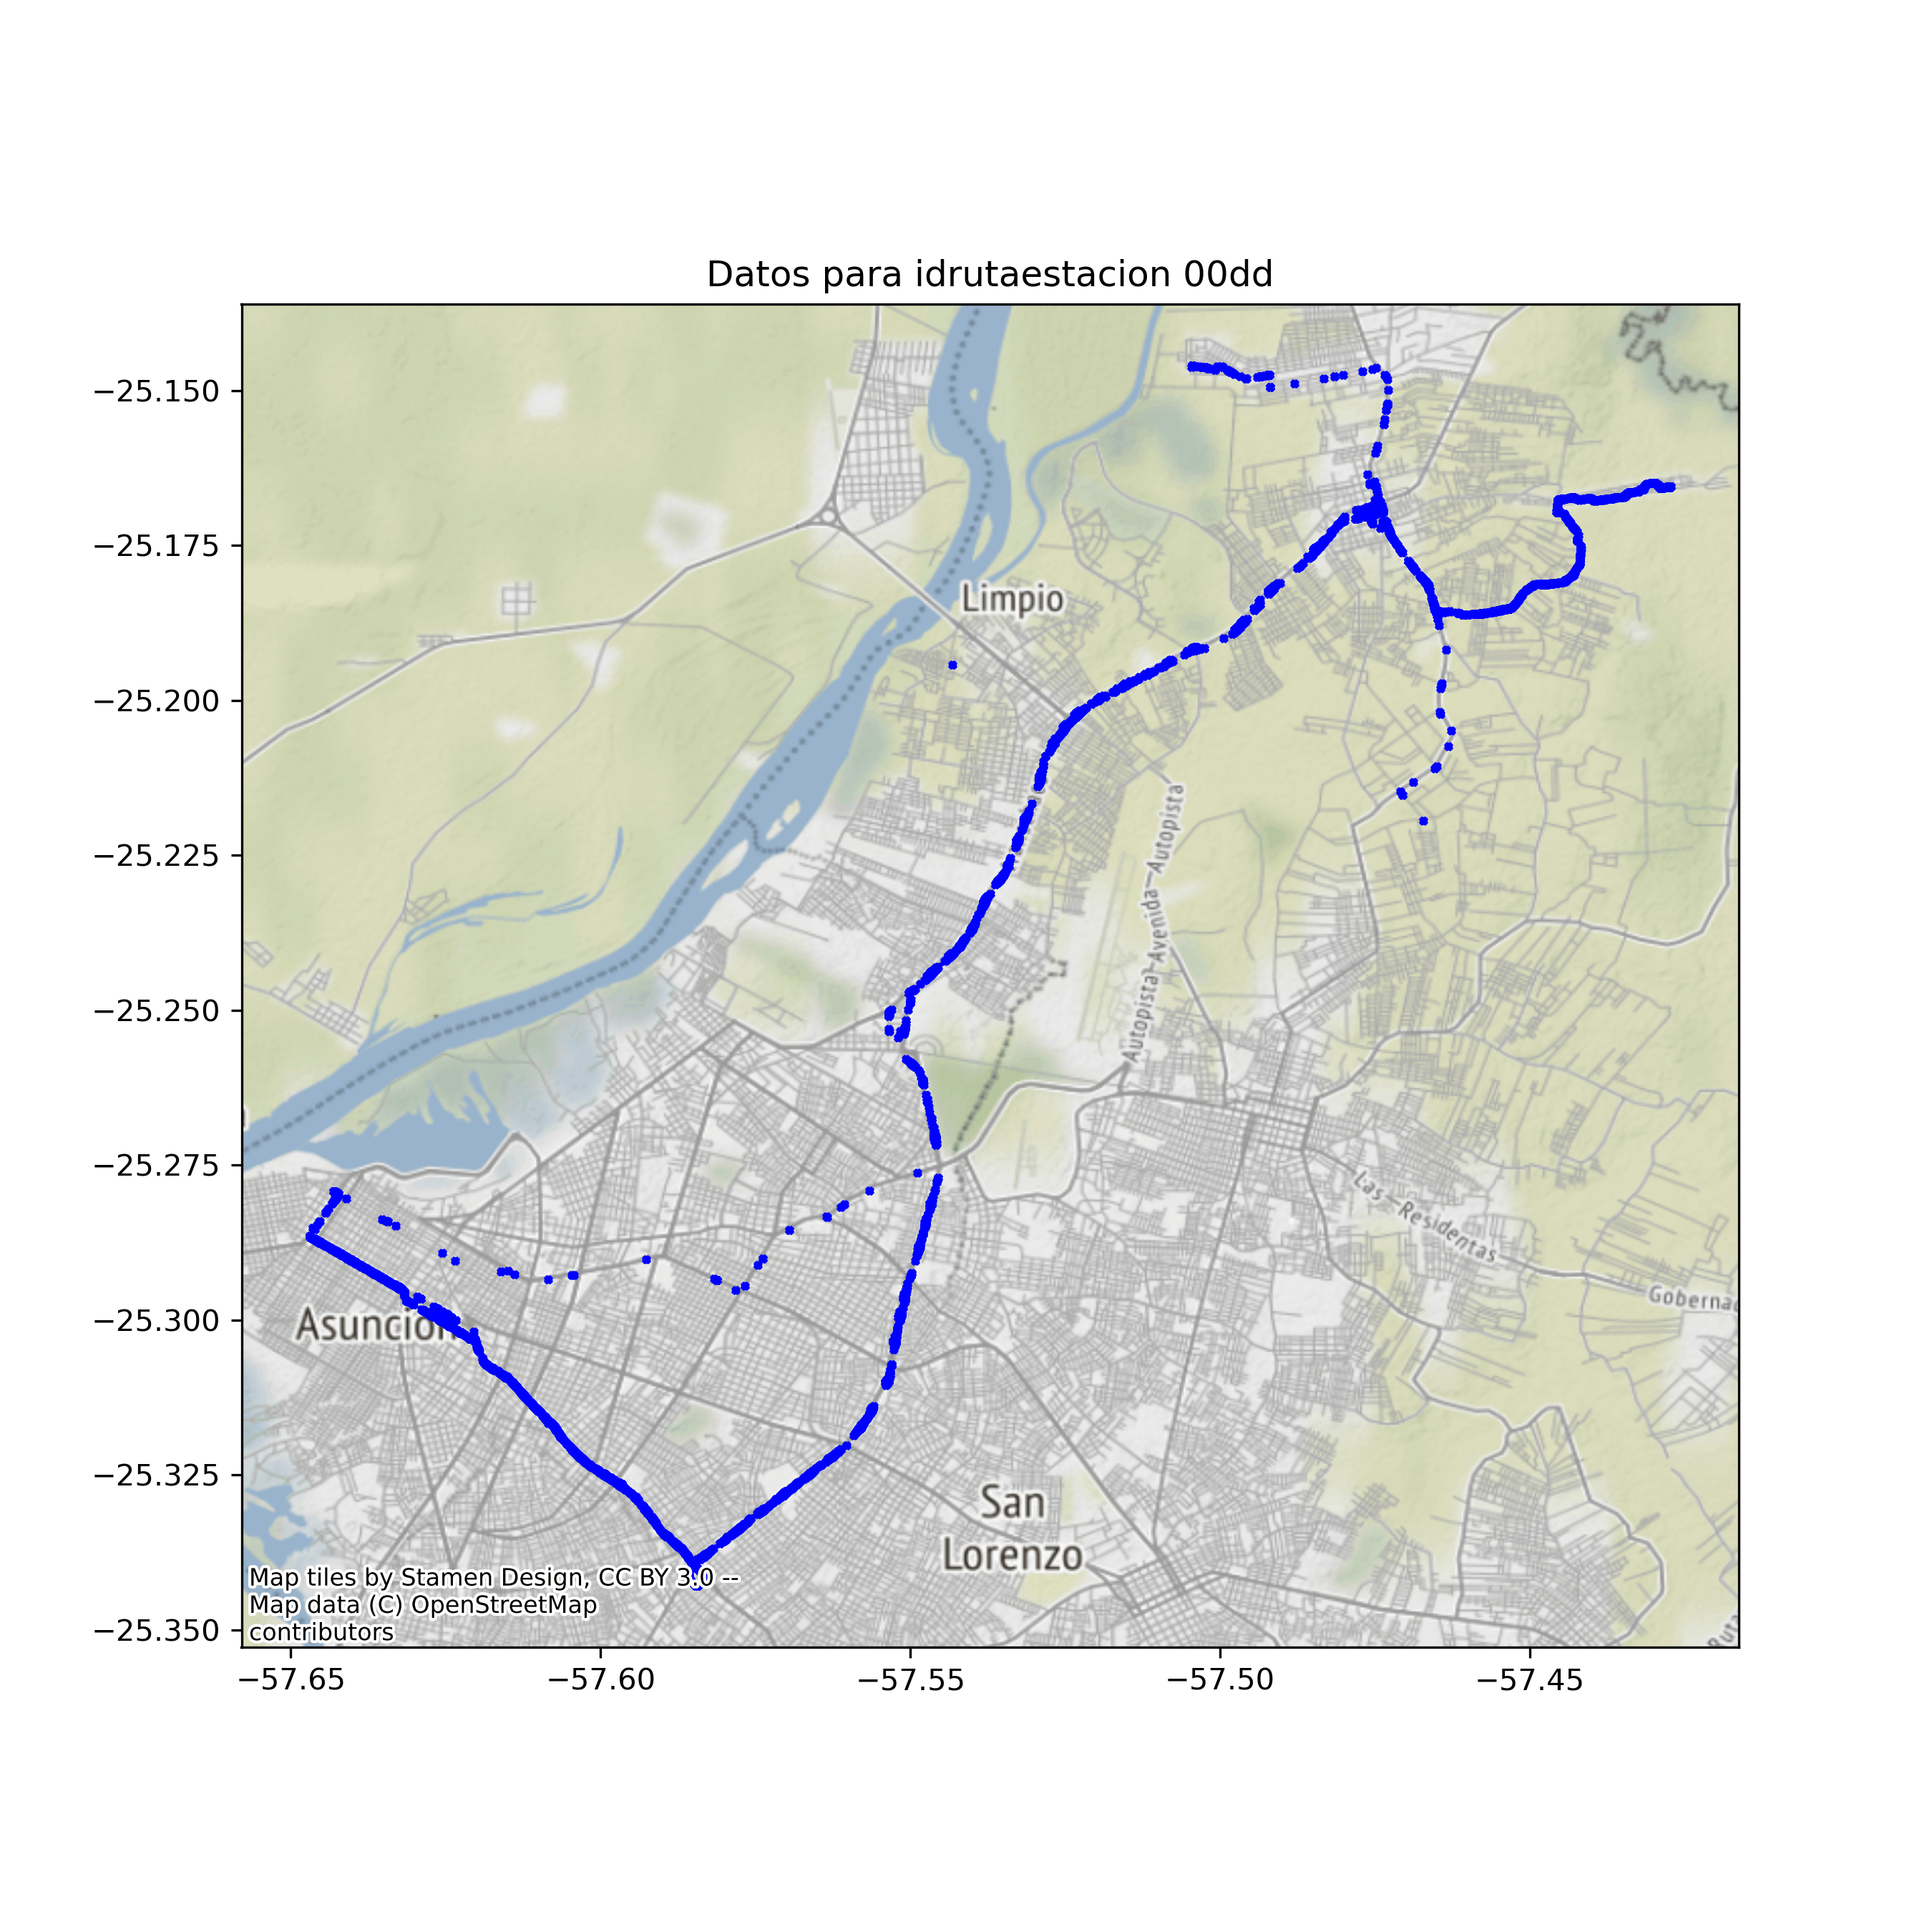 Datos para idrutaestacion 00dd
−25.150
−25.175
−25.200
−25.225
−25.250
−25.275
−25.300
−25.325
−25.350
Limpio
Autopista-Avenida-Autopista
Las-Residentas
Goberna
Asunción
San
Lorenzo
Ruta
Map tiles by Stamen Design, CC BY 3.0 --
Map data (C) OpenStreetMap
contributors
−57.65
−57.60
−57.55
−57.50
−57.45